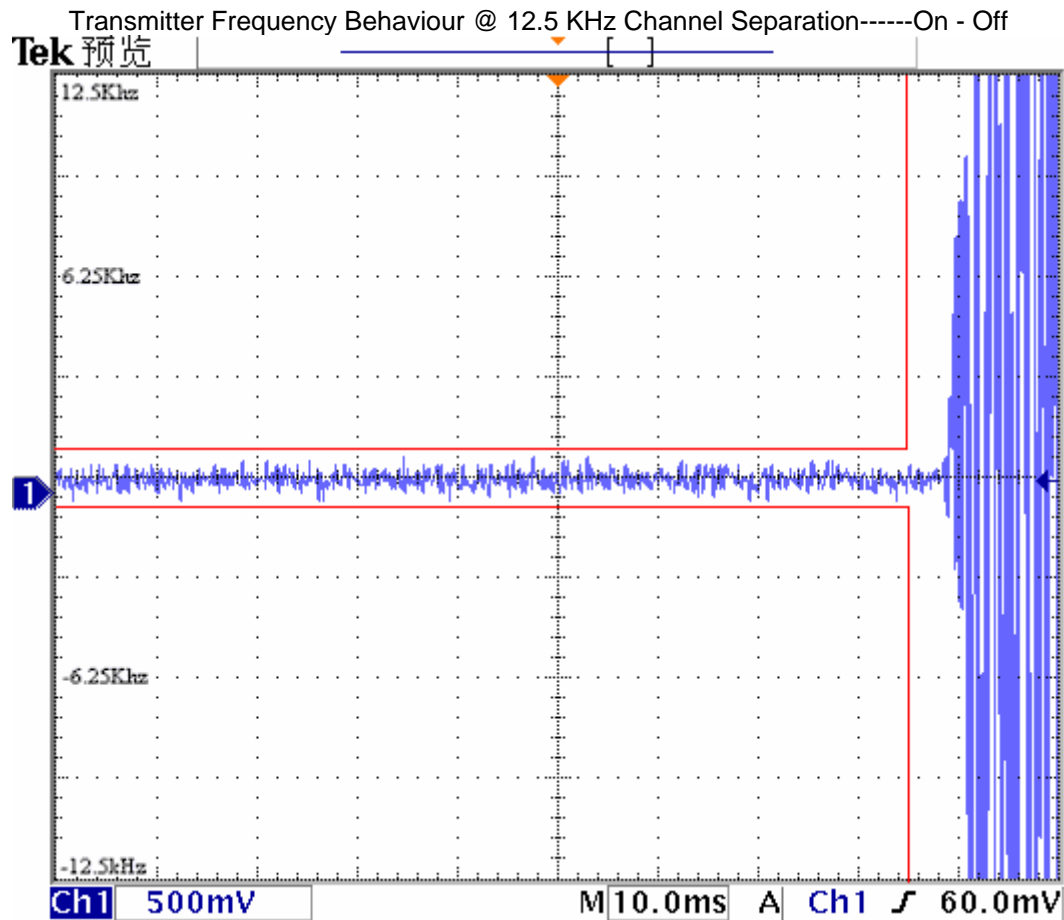 Transmitter Frequency Behaviour @ 12.5 KHz Channel Separation------On - Off
Tek 预览
12.5Khz
6.25Khz
1
-6.25Khz
-12.5kHz
Ch1 500mV M 10.0ms A Ch1 ƒ 60.0mV